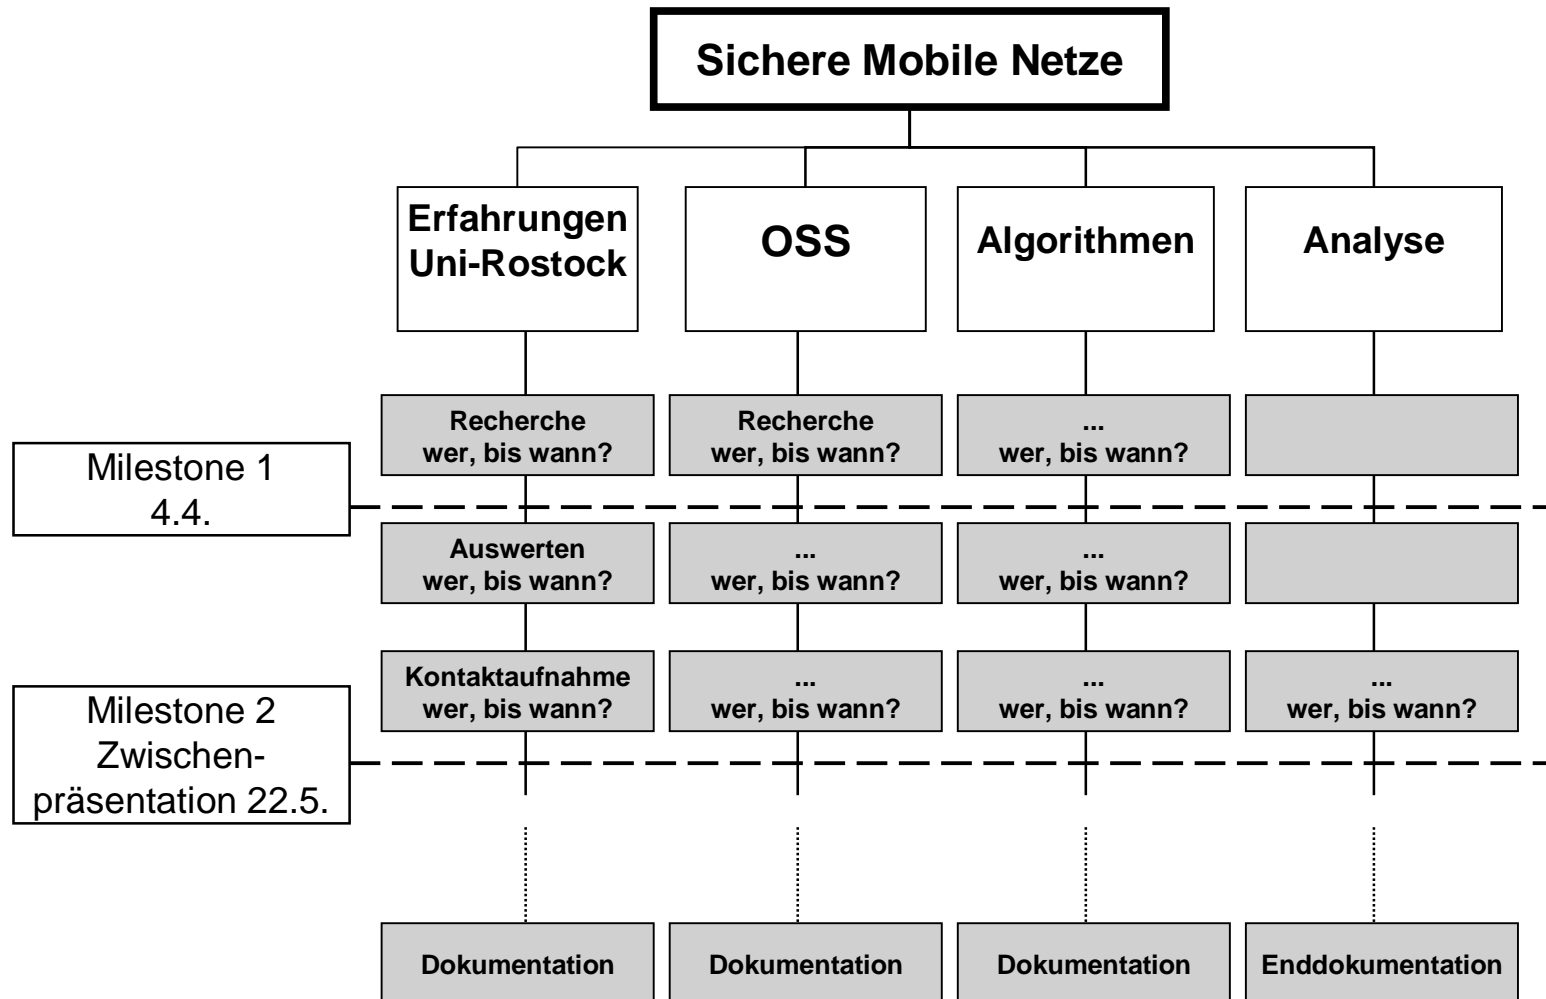 Sichere Mobile Netze
Erfahrungen
Uni-Rostock
OSS
Algorithmen
Analyse
Recherche
wer, bis wann?
Recherche
wer, bis wann?
...
wer, bis wann?
Milestone 1
4.4.
Auswerten
wer, bis wann?
...
wer, bis wann?
...
wer, bis wann?
Kontaktaufnahme
wer, bis wann?
...
wer, bis wann?
...
wer, bis wann?
...
wer, bis wann?
Milestone 2
Zwischen-
präsentation 22.5.
Dokumentation
Dokumentation
Dokumentation
Enddokumentation